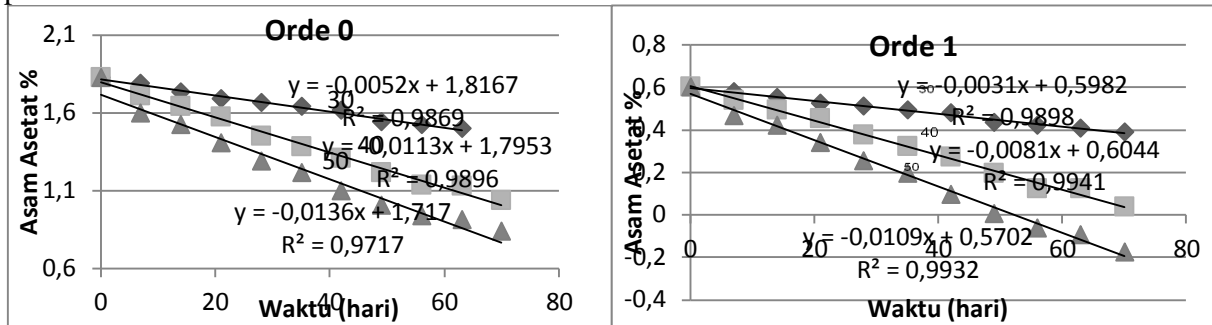 Orde 0
Asam Asetat %
2,1
1,6
1,1
0,6
y = -0,0052x + 1,8167
30
R² = 0,9869
y = -0,0113x + 1,7953
40
50
R² = 0,9896
y = -0,0136x + 1,717
R² = 0,9717
0
20
40
60
80
Waktu (hari)
Orde 1
Asam Asetat %
0,8
0,6
0,4
0,2
0
-0,2
-0,4
y = -0,0031x + 0,5982
30
R² = 0,9898
40
y = -0,0081x + 0,6044
50
R² = 0,9941
y = -0,0109x + 0,5702
R² = 0,9932
0
20
40
60
80
Waktu (hari)